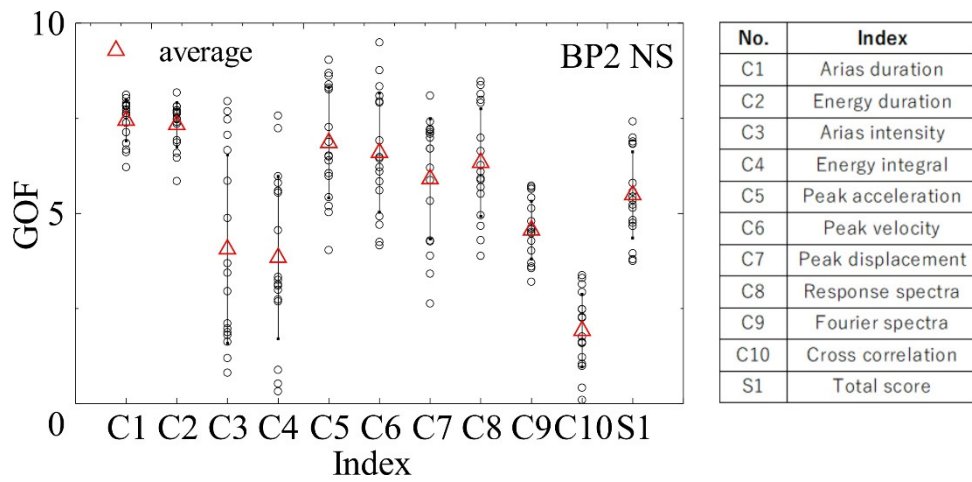 10
average
BP2 NS
5
GOF
0
C1 C2 C3 C4 C5 C6 C7 C8 C9 C10 S1
Index
No. Index
C1 Arias duration
C2 Energy duration
C3 Arias intensity
C4 Energy integral
C5 Peak acceleration
C6 Peak velocity
C7 Peak displacement
C8 Response spectra
C9 Fourier spectra
C10 Cross correlation
S1 Total score